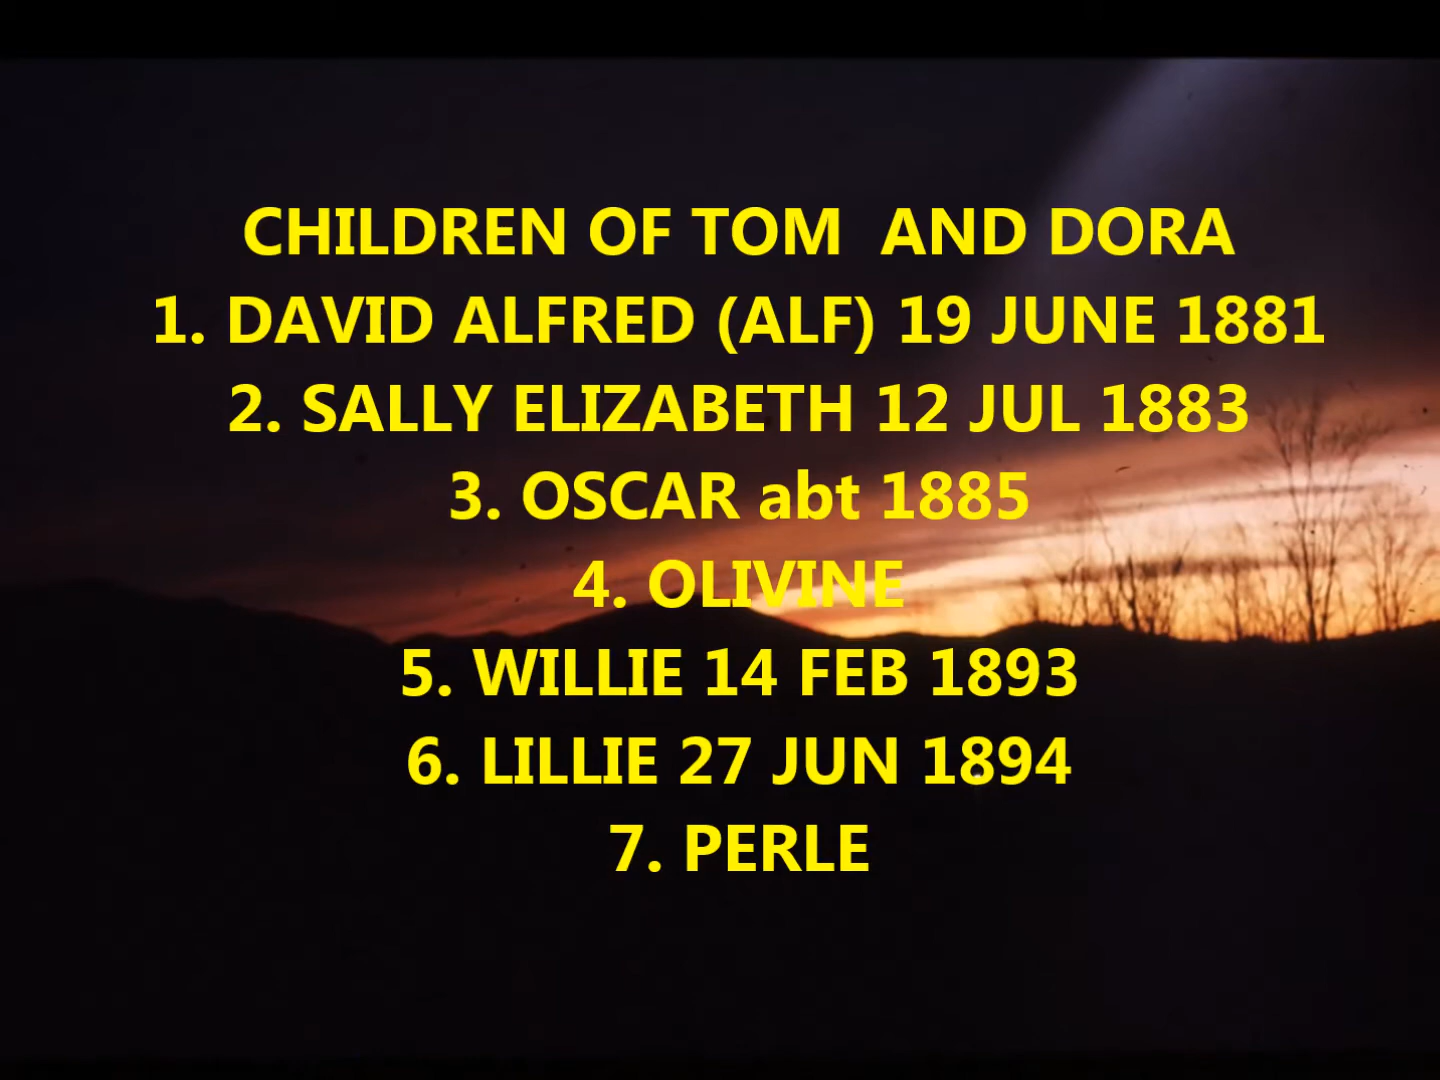 CHILDREN OF TOM  AND DORA
1. DAVID ALFRED (ALF) 19 JUNE 1881
2. SALLY ELIZABETH 12 JUL 1883
3. OSCAR abt 1885
4. OLIVINE
5. WILLIE 14 FEB 1893
6. LILLIE 27 JUN 1894
7. PERLE